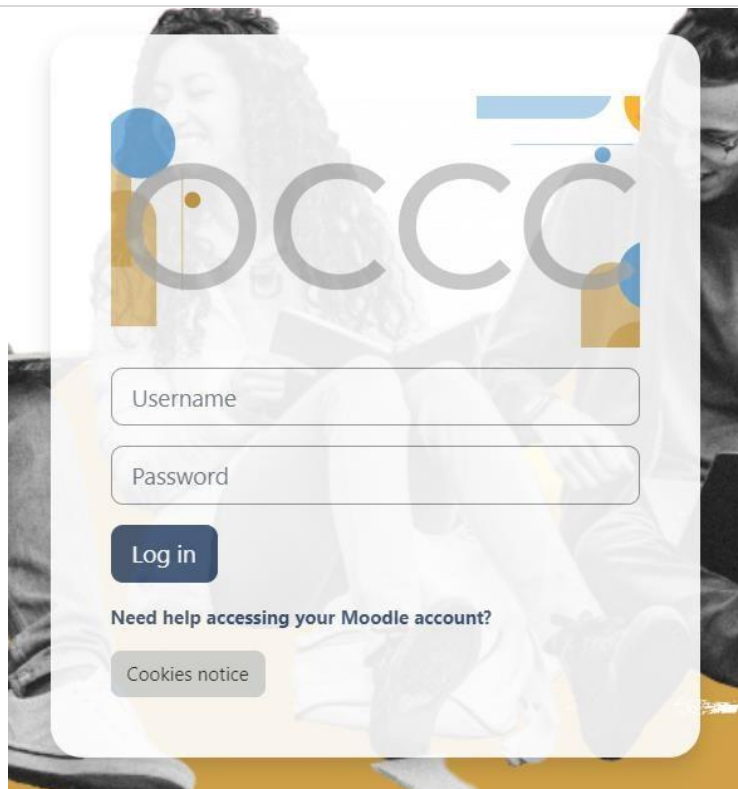 OCCC
Username
Password
Log in
Need help accessing your Moodle account?
Cookies notice